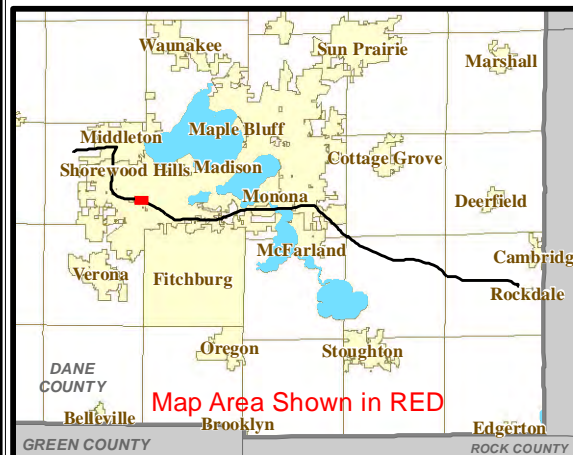 Waunakee
Sun Prairie
Marshall
Middleton
Maple Bluff
Shorewood Hills
Madison
Cottage Grove
Monona
Deerfield
McFarland
Cambridg
Verona
Fitchburg
Rockdale
Oregon
Stoughton
DANE
COUNTY
Map Area Shown in RED
Belleville
Brooklyn
Edgerton
GREEN COUNTY
ROCK COUNTY